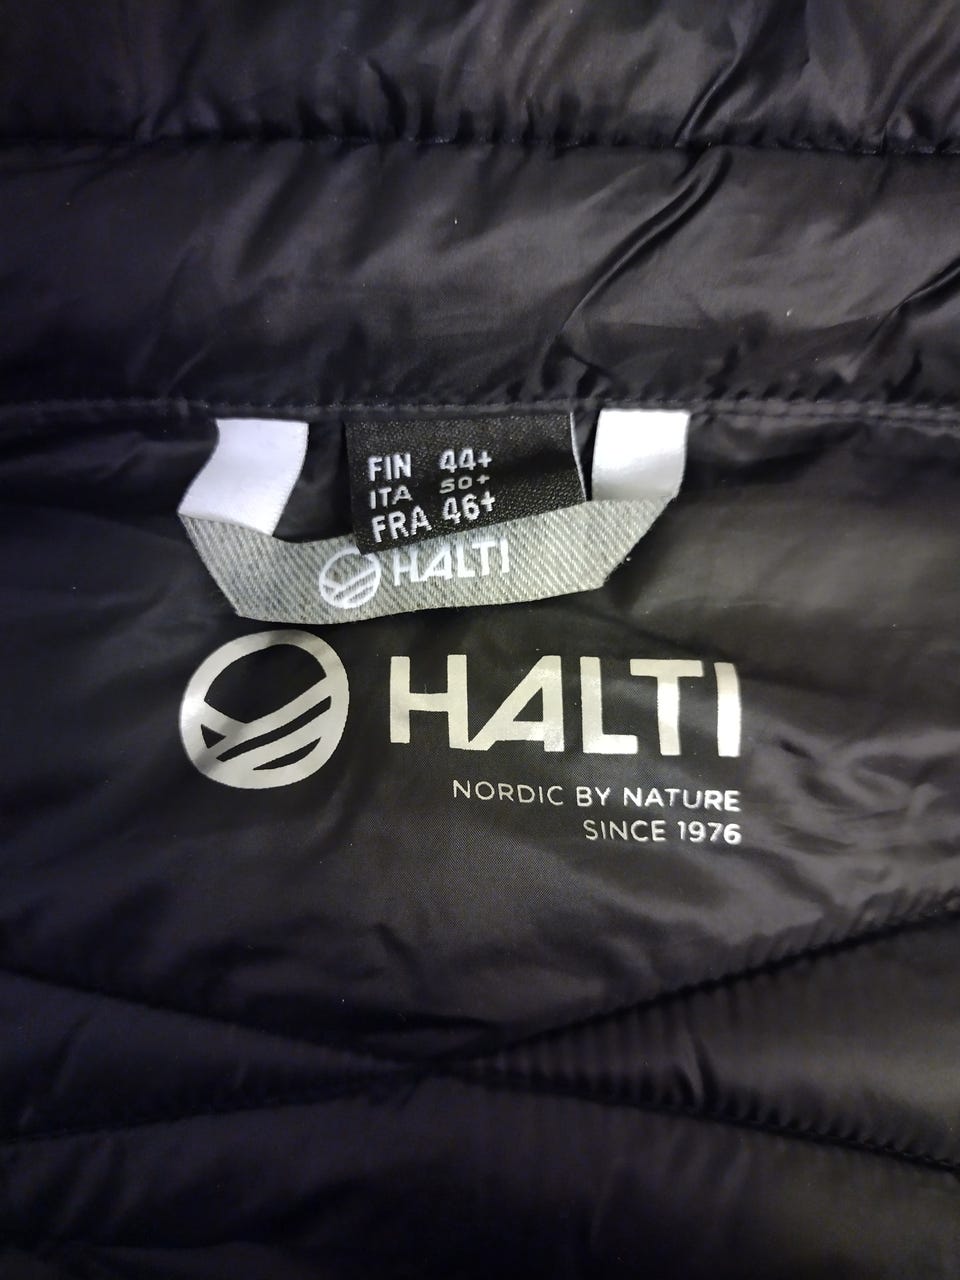 FIN 44+
ITA 50+
FRA 46+
HALTI
HALTI
NORDIC BY NATURE
SINCE 1976